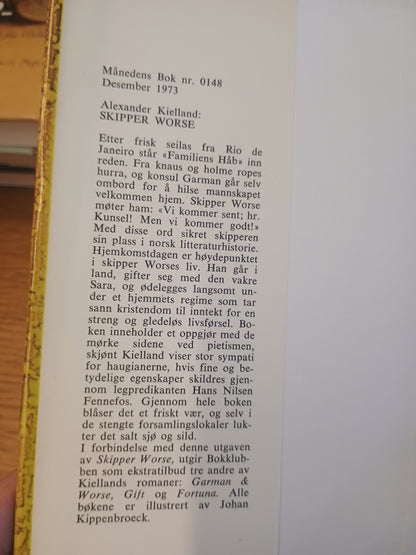 Månedens Bok nr. 0148
Desember 1973
Alexander Kielland:
SKIPPER WORSE
Etter frisk seilas fra Rio de
Janeiro står «Familiens Håb» inn
reden. Fra knaus og holme ropes
hurra, og konsul Garman går selv
ombord for å hilse mannskapet
velkommen hjem. Skipper Worse
møter ham: «Vi kommer sent; hr.
Kunsel! Men vi kommer godt!»
Med disse ord sikret skipperen
sin plass i norsk litteraturhistorie.
Hjemkomstdagen er høydepunktet
i skipper Worses liv. Han går i
land, gifter seg med den vakre
Sara, og ødelegges langsomt un-
der et hjemmets regime som tar
sann kristendom til inntekt for en
streng og gledeløs livsførsel. Bo-
ken inneholder et oppgjør med de
mørke sidene ved pietismen,
skjønt Kielland viser stor sympati
for haugianerne, hvis fine og be-
tydelige egenskaper skildres gjen-
nom legpredikanten Hans Nilsen
Fennefos. Gjennom hele boken
blåser det et friskt vær, og selv i
de stengte forsamlingslokaler luk-
ter det salt sjø og sild.
I forbindelse med denne utgaven
av Skipper Worse, utgir Bokklub-
ben som ekstratilbud tre andre av
Kiellands romaner: Garman &
Worse, Gift og Fortuna. Alle
bøkene er illustrert av Johan
Kippenbroeck.